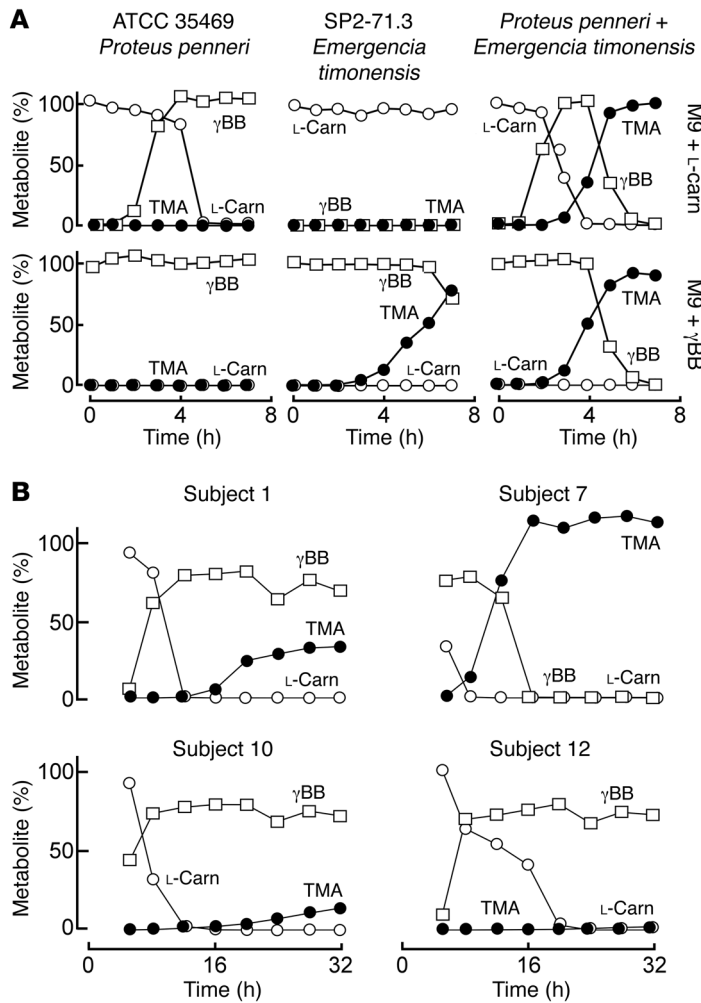 A
ATCC 35469
Proteus penneri
SP2-71.3
Emergencia
timonensis
Proteus penneri +
Emergencia timonensis
Metabolite (%)
100
50
0
γBB
TMA
L-Carn
L-Carn
γBB
TMA
L-Carn
TMA
γBB
M9 + L-carn
Metabolite (%)
100
50
0
γBB
TMA
L-Carn
γBB
TMA
L-Carn
TMA
L-Carn
γBB
M9 + γBB
0 4 8
0 4 8
0 4 8
Time (h)
Time (h)
Time (h)
B
Subject 1
Subject 7
Metabolite (%)
100
50
0
γBB
TMA
L-Carn
TMA
γBB
L-Carn
Subject 10
Subject 12
Metabolite (%)
100
50
0
γBB
L-Carn
TMA
γBB
TMA
L-Carn
0 16 32
0 16 32
Time (h)
Time (h)